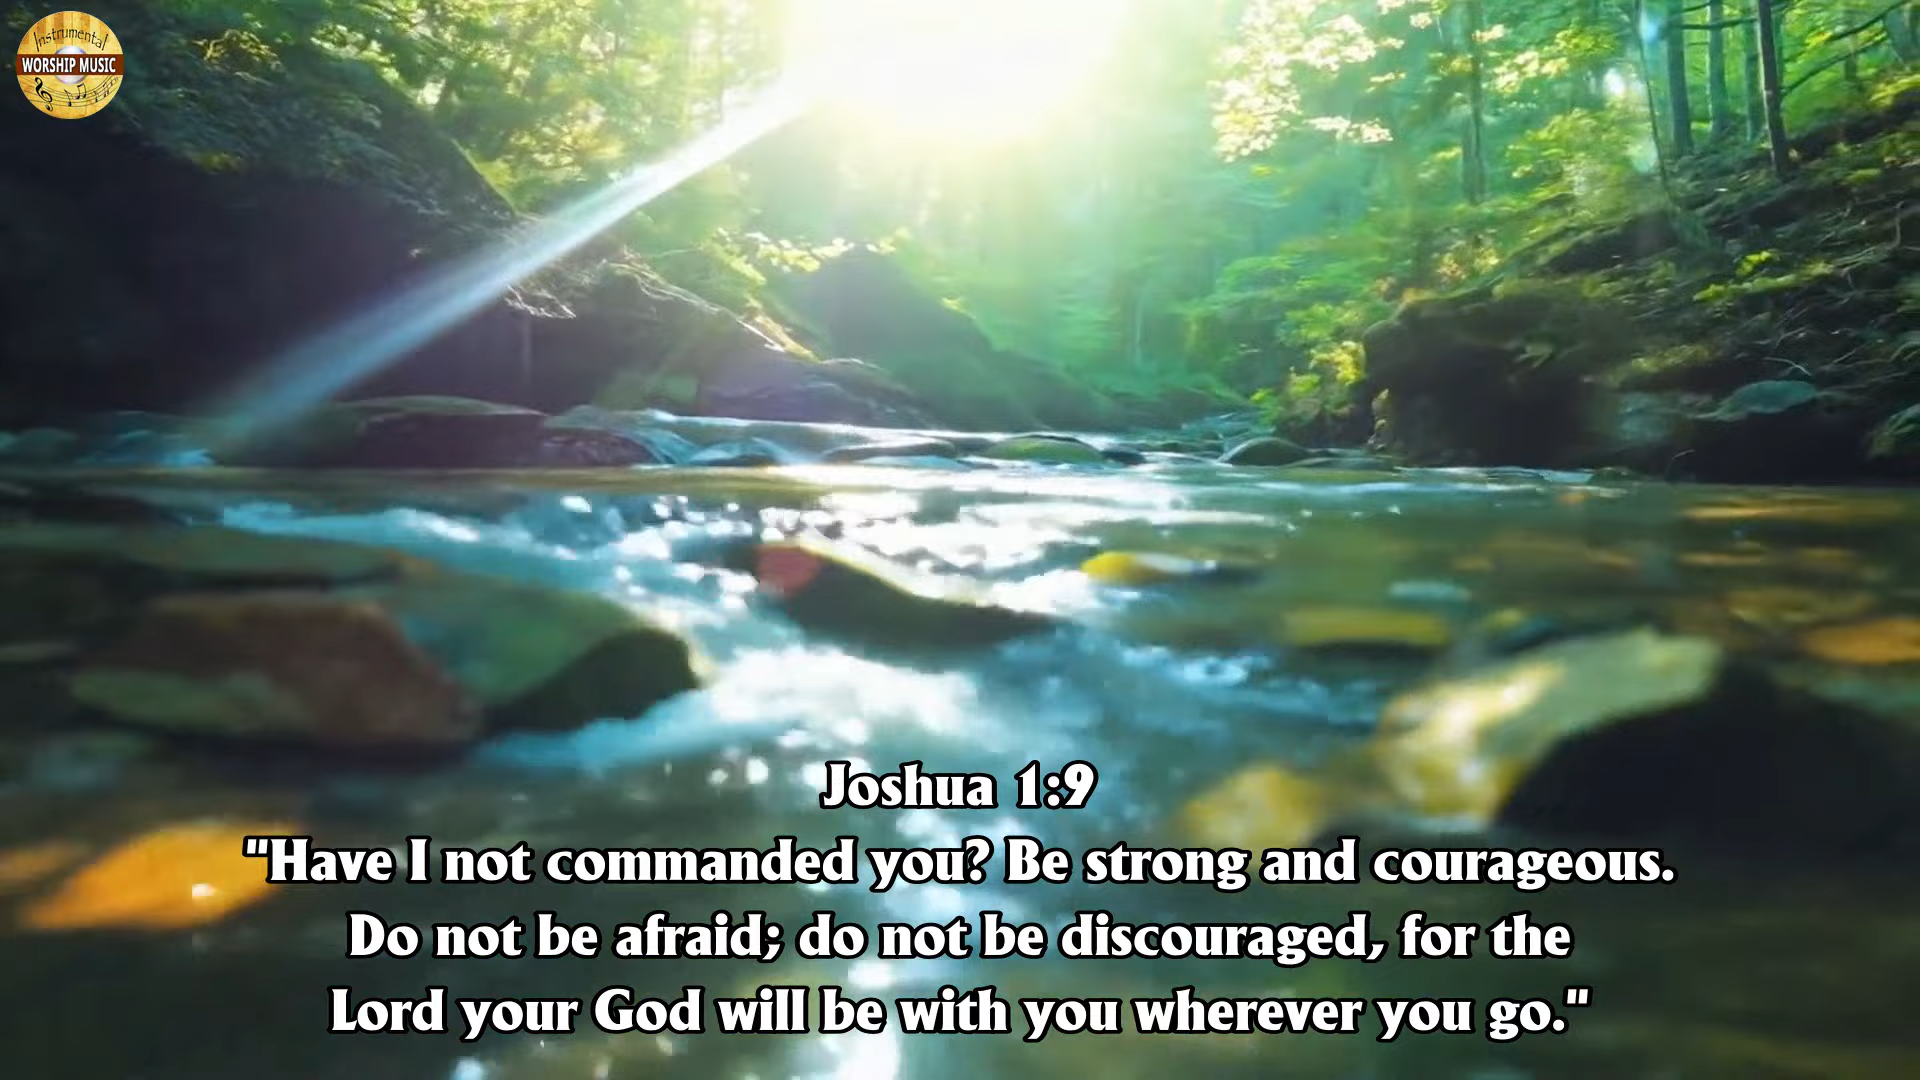 Instrumental
WORSHIP MUSIC
Joshua 1:9
"Have I not commanded you? Be strong and courageous.
Do not be afraid; do not be discouraged, for the
Lord your God will be with you wherever you go."